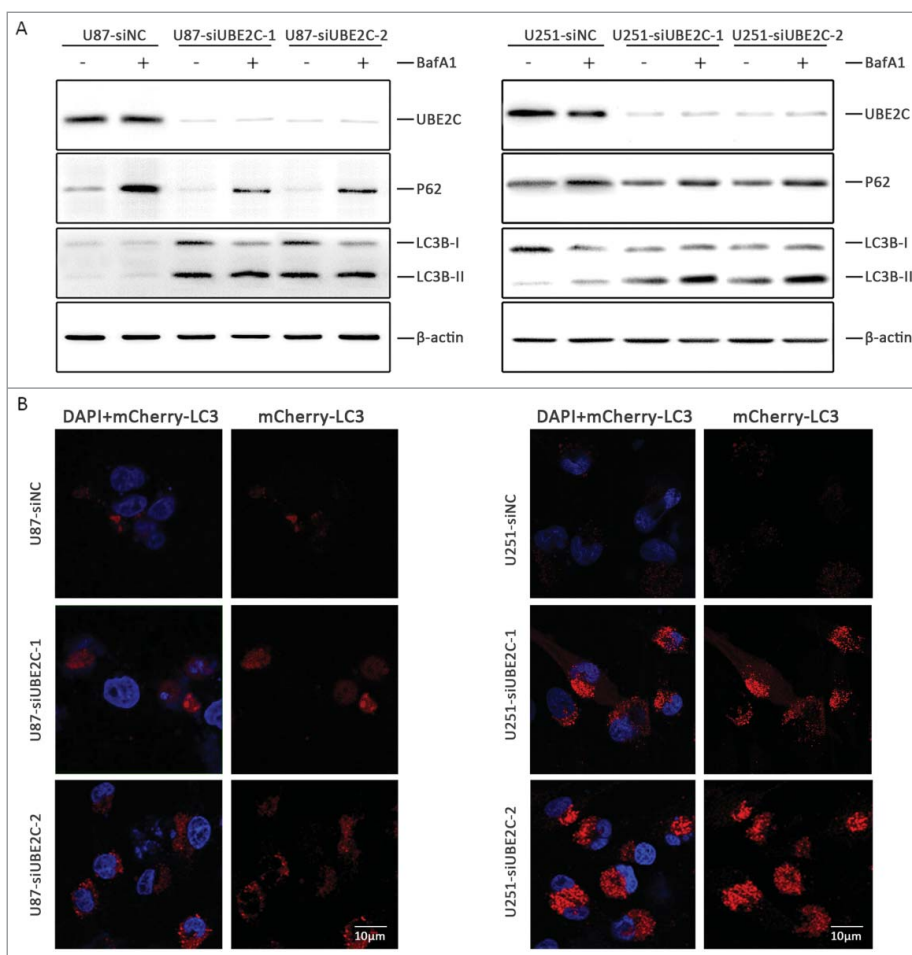 A
U87-siNC U87-siUBE2C-1 U87-siUBE2C-2
- + - + - + BafA1
UBE2C
P62
LC3B-I
LC3B-II
β-actin
U251-siNC U251-siUBE2C-1 U251-siUBE2C-2
- + - + - + BafA1
UBE2C
P62
LC3B-I
LC3B-II
β-actin
B
DAPI+mCherry-LC3 mCherry-LC3
U87-siNC
U87-siUBE2C-1
U87-siUBE2C-2
10μm
DAPI+mCherry-LC3 mCherry-LC3
U251-siNC
U251-siUBE2C-1
U251-siUBE2C-2
10μm